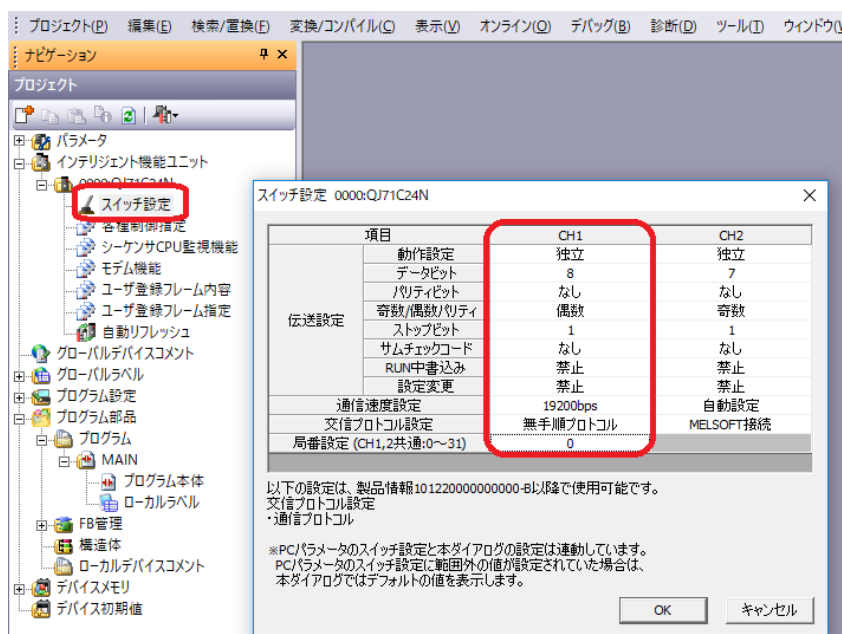 プロジェクト(P) 編集(E) 検索/置換(F) 変換/コンパイル(C) 表示(V) オンライン(O) デバッグ(B) 診断(D) ツール(T) ウィンドウ(
ナビゲーション
プロジェクト
パラメータ
インテリジェント機能ユニット
0000:QJ71C24N
スイッチ設定
各種制御指定
シーケンサCPU監視機能
モデム機能
ユーザ登録フレーム内容
ユーザ登録フレーム指定
自動リフレッシュ
グローバルデバイスコメント
グローバルラベル
プログラム設定
プログラム部品
プログラム
MAIN
プログラム本体
ローカルラベル
FB管理
構造体
ローカルデバイスコメント
デバイスメモリ
デバイス初期値
スイッチ設定 0000:QJ71C24N
項目 CH1 CH2
伝送設定
動作設定 独立 独立
データビット 8 7
パリティビット なし なし
奇数/偶数パリティ 偶数 奇数
ストップビット 1 1
サムチェックコード なし なし
RUN中書込み 禁止 禁止
設定変更 禁止 禁止
通信速度設定 19200bps 自動設定
交信プロトコル設定 無手順プロトコル MELSOFT接続
局番設定 (CH1,2共通:0~31) 0
以下の設定は、製品情報101220000000000-B以降で使用可能です。
交信プロトコル設定
・通信プロトコル
※PCパラメータのスイッチ設定と本ダイアログの設定は連動しています。
PCパラメータのスイッチ設定に範囲外の値が設定されていた場合は、
本ダイアログではデフォルトの値を表示します。
OK キャンセル